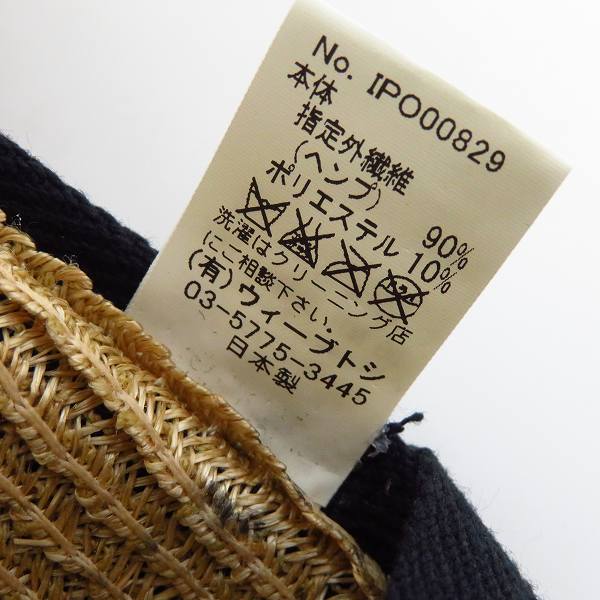 No. IPO00829
本体
指定外繊維
(ヘンプ) 90%
ポリエステル 10%
洗濯はクリーニング店
にご相談下さい.
(有)ウィーブトシ
03-5775-3445
日本製